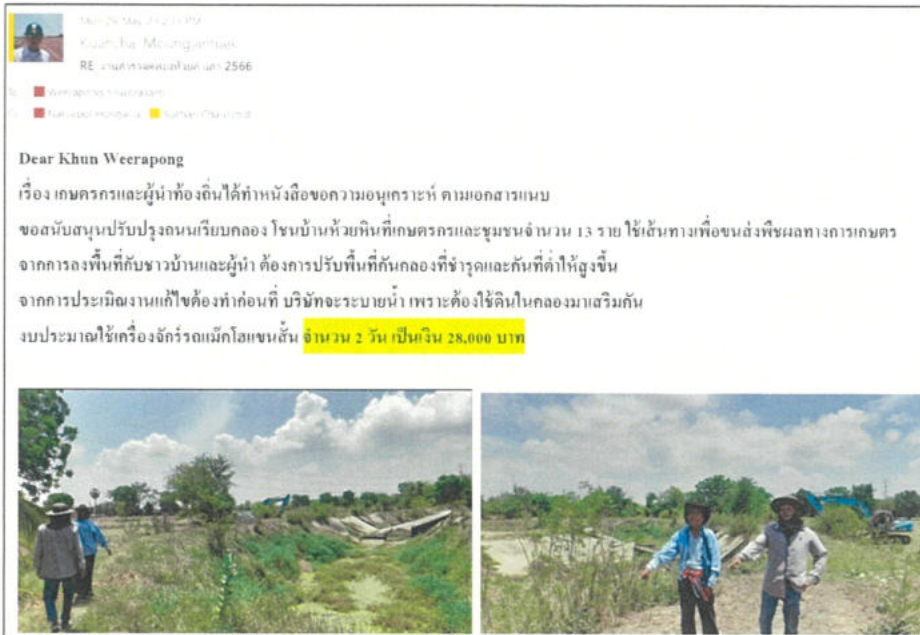 RE: งานสำรวจคลองห้วยหิน 2566
Dear Khun Weerapong
เรื่อง เกษตรกรและผู้นำท้องถิ่นได้ทำหนังสือขอความอนุเคราะห์ ตามเอกสารแนบ
ขอสนับสนุนปรับปรุงถนนเรียบคลอง โซนบ้านห้วยหินที่เกษตรกรและชุมชนจำนวน 13 ราย ใช้เส้นทางเพื่อขนส่งพืชผลทางการเกษตร
จากการลงพื้นที่กับชาวบ้านและผู้นำ ต้องการปรับพื้นที่กันคลองที่ชำรุดและกันที่ต่ำให้สูงขึ้น
จากการประเมิณงานแก้ไขต้องทำก่อนที่ บริษัทจะระบายน้ำ เพราะต้องใช้ดินในคลองมาเสริมกัน
งบประมาณใช้เครื่องจักร์รถแม็กโฮแขนสั้น จำนวน 2 วัน เป็นเงิน 28,000 บาท